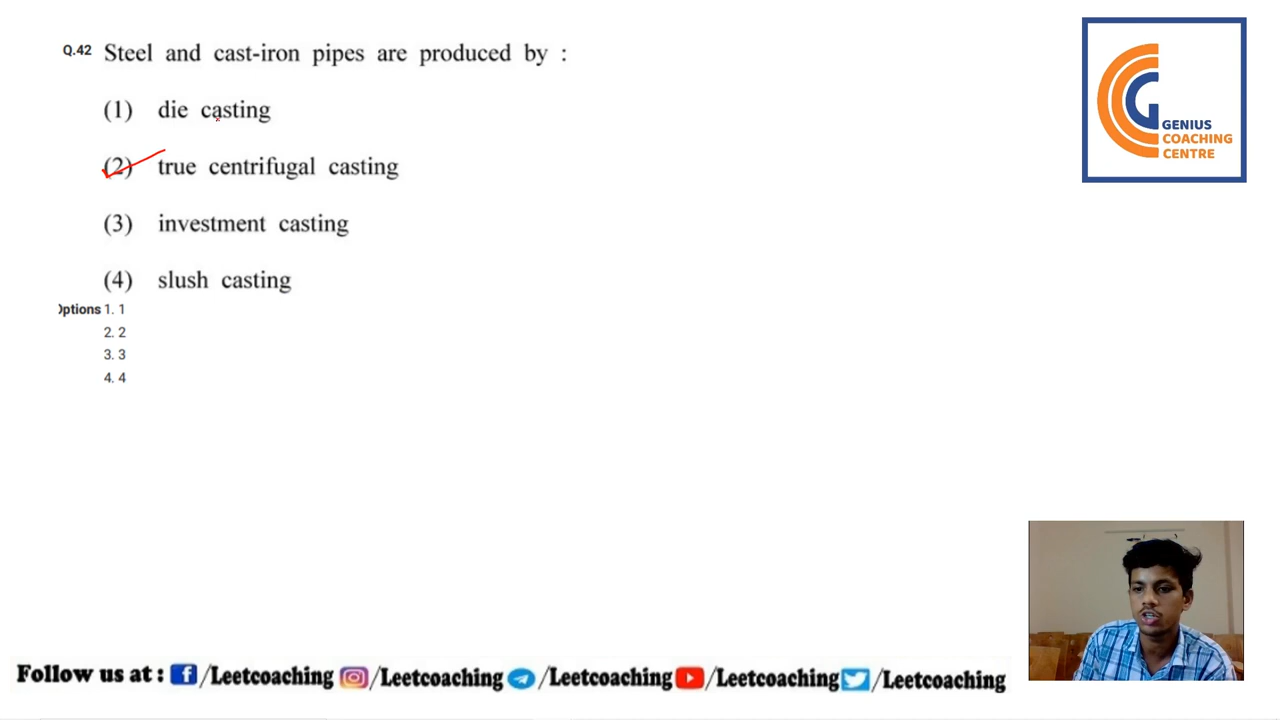 Q.42 Steel and cast-iron pipes are produced by :
(1) die casting
(2) true centrifugal casting
(3) investment casting
(4) slush casting
Options 1. 1
2. 2
3. 3
4. 4
GENIUS
COACHING
CENTRE
Follow us at : /Leetcoaching /Leetcoaching /Leetcoaching /Leetcoaching /Leetcoaching